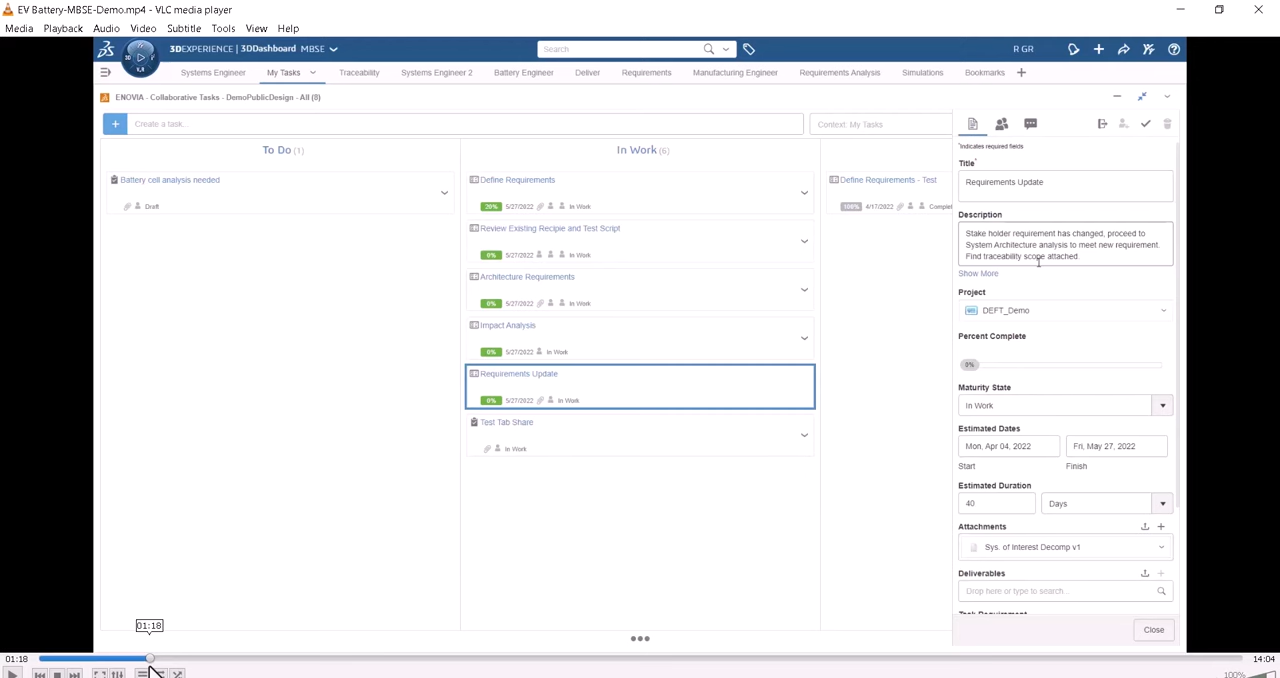 EV Battery-MBSE-Demo.mp4 - VLC media player
Media Playback Audio Video Subtitle Tools View Help
3DEXPERIENCE | 3DDashboard MBSE
Search
R GR
Systems Engineer My Tasks Traceability Systems Engineer 2 Battery Engineer Deliver Requirements Manufacturing Engineer Requirements Analysis Simulations Bookmarks
ENOVIA - Collaborative Tasks - DemoPublicDesign - All (8)
Create a task...
Context: My Tasks
To Do (1)
Battery cell analysis needed
Draft
In Work (6)
Define Requirements
20% 5/27/2022 In Work
Review Existing Recipie and Test Script
0% 5/27/2022 In Work
Architecture Requirements
0% 5/27/2022 In Work
Impact Analysis
0% 5/27/2022 In Work
Requirements Update
0% 5/27/2022 In Work
Test Tab Share
In Work
Define Requirements - Test
100% 4/17/2022 Comple
*Indicates required fields
Title*
Requirements Update
Description
Stake holder requirement has changed, proceed to
System Architecture analysis to meet new requirement.
Find traceability scope attached.
Show More
Project
DEFT_Demo
Percent Complete
0%
Maturity State
In Work
Estimated Dates
Mon, Apr 04, 2022 Fri, May 27, 2022
Start Finish
Estimated Duration
40 Days
Attachments
Sys. of Interest Decomp v1
Deliverables
Drop here or type to search...
Task Requirement
Close
01:18
01:18 14:04
100%